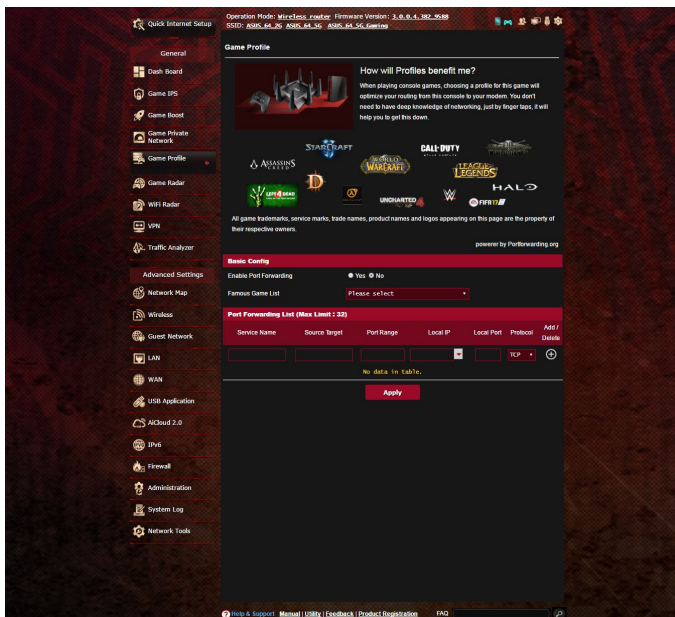 Quick Internet Setup
General
Dash Board
Game IPS
Game Boost
Game Private
Network
Game Profile
Game Radar
WiFi Radar
VPN
Traffic Analyzer
Advanced Settings
Network Map
Wireless
Guest Network
LAN
WAN
USB Application
AiCloud 2.0
IPv6
Firewall
Administration
System Log
Network Tools
Operation Mode: Wireless router Firmware Version: 3.0.0.4.382_9588
SSID: ASUS_64_2G ASUS_64_5G ASUS_64_5G_Gaming
Game Profile
How will Profiles benefit me?
When playing console games, choosing a profile for this game will
optimize your routing from this console to your modem. You don't
need to have deep knowledge of networking, just by finger taps, it will
help you to get this down.
STARCRAFT
CALL·DUTY
ASSASSIN'S
CREED
WORLD
WARCRAFT
LEAGUE
LEGENDS
LEFT 4 DEAD
D
UNCHARTED 4
W
HALO
FIFA 17
All game trademarks, service marks, trade names, product names and logos appearing on this page are the property of
their respective owners.
powerer by Portforwarding.org
Basic Config
Enable Port Forwarding Yes No
Famous Game List Please select
Port Forwarding List (Max Limit : 32)
Service Name Source Target Port Range Local IP Local Port Protocol Add /
Delete
TCP
No data in table.
Apply
Help & Support Manual | Utility | Feedback | Product Registration FAQ